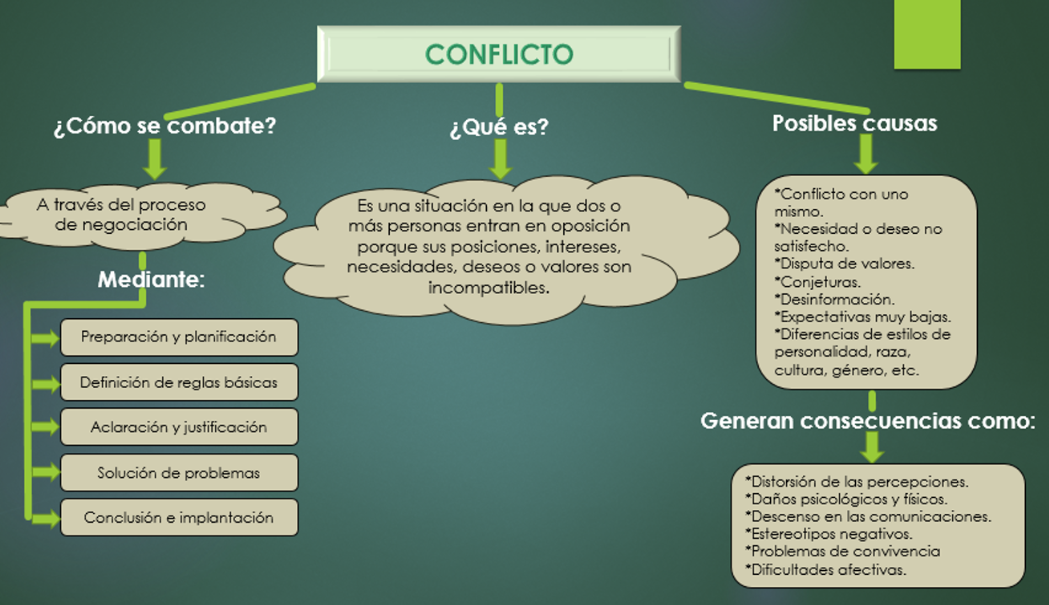 CONFLICTO
¿Cómo se combate?
A través del proceso
de negociación
Mediante:
Preparación y planificación
Definición de reglas básicas
Aclaración y justificación
Solución de problemas
Conclusión e implantación
¿Qué es?
Es una situación en la que dos o
más personas entran en oposición
porque sus posiciones, intereses,
necesidades, deseos o valores son
incompatibles.
Posibles causas
*Conflicto con uno
mismo.
*Necesidad o deseo no
satisfecho.
*Disputa de valores.
*Conjeturas.
*Desinformación.
*Expectativas muy bajas.
*Diferencias de estilos de
personalidad, raza,
cultura, género, etc.
Generan consecuencias como:
*Distorsión de las percepciones.
*Daños psicológicos y físicos.
*Descenso en las comunicaciones.
*Estereotipos negativos.
*Problemas de convivencia
*Dificultades afectivas.